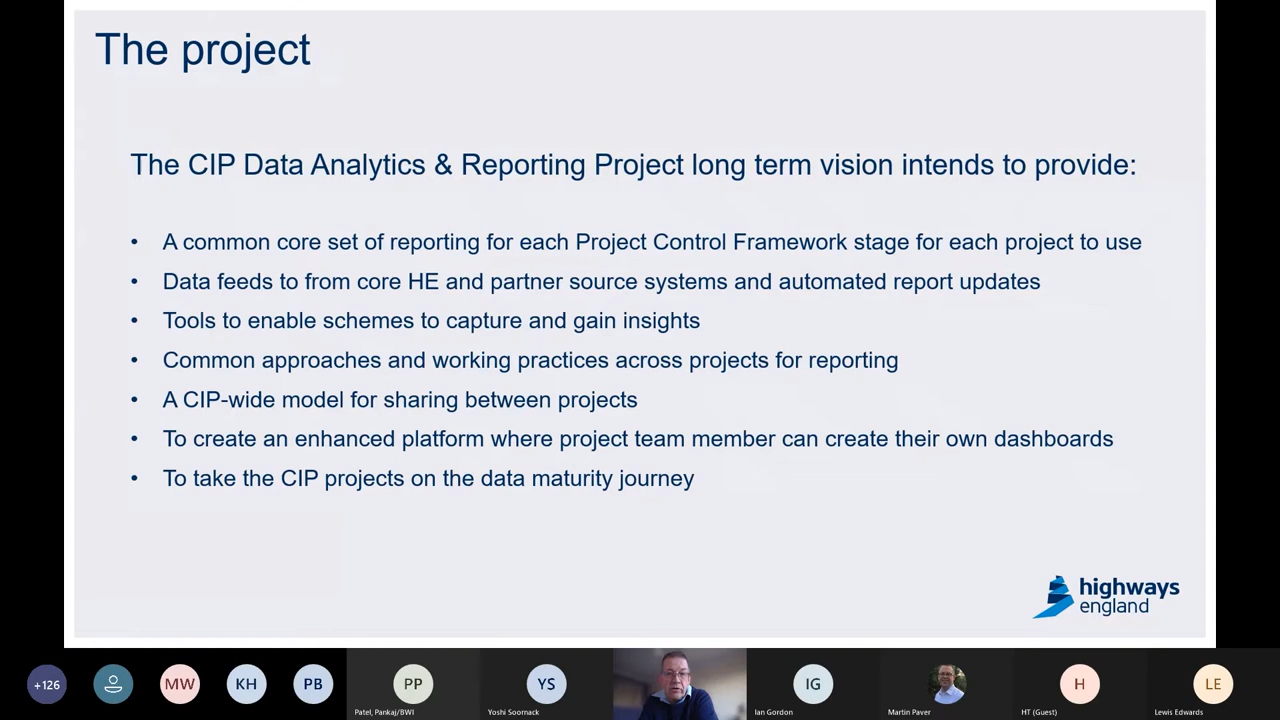 The project
The CIP Data Analytics & Reporting Project long term vision intends to provide:
• A common core set of reporting for each Project Control Framework stage for each project to use
• Data feeds to from core HE and partner source systems and automated report updates
• Tools to enable schemes to capture and gain insights
• Common approaches and working practices across projects for reporting
• A CIP-wide model for sharing between projects
• To create an enhanced platform where project team member can create their own dashboards
• To take the CIP projects on the data maturity journey
highways
england
+126
MW
KH
PB
PP
YS
IG
H
LE
Patel, Pankaj/BWI
Yoshi Soornack
Ian Gordon
Martin Paver
HT (Guest)
Lewis Edwards